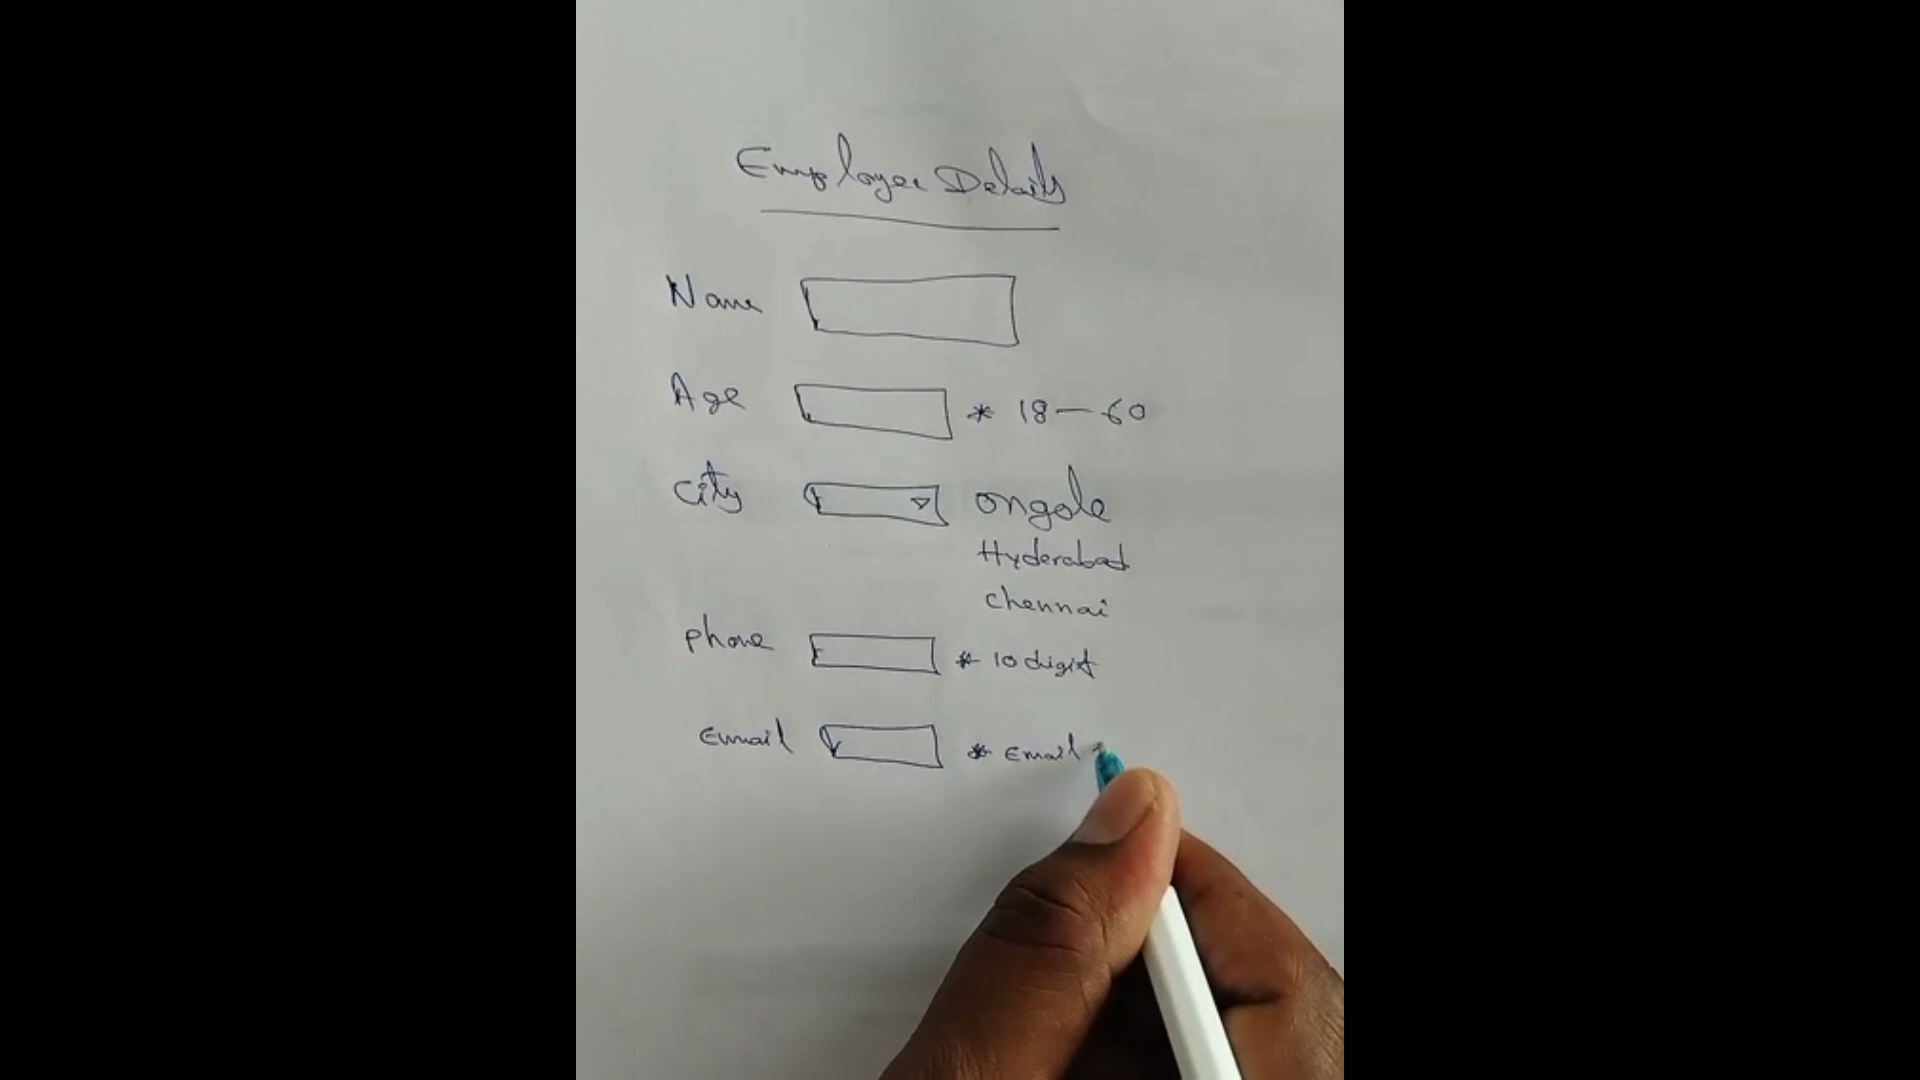 Employee Details
Name
Age * 18 - 60
City ongole
Hyderabad
chennai
phone * 10 digit
Email * Email